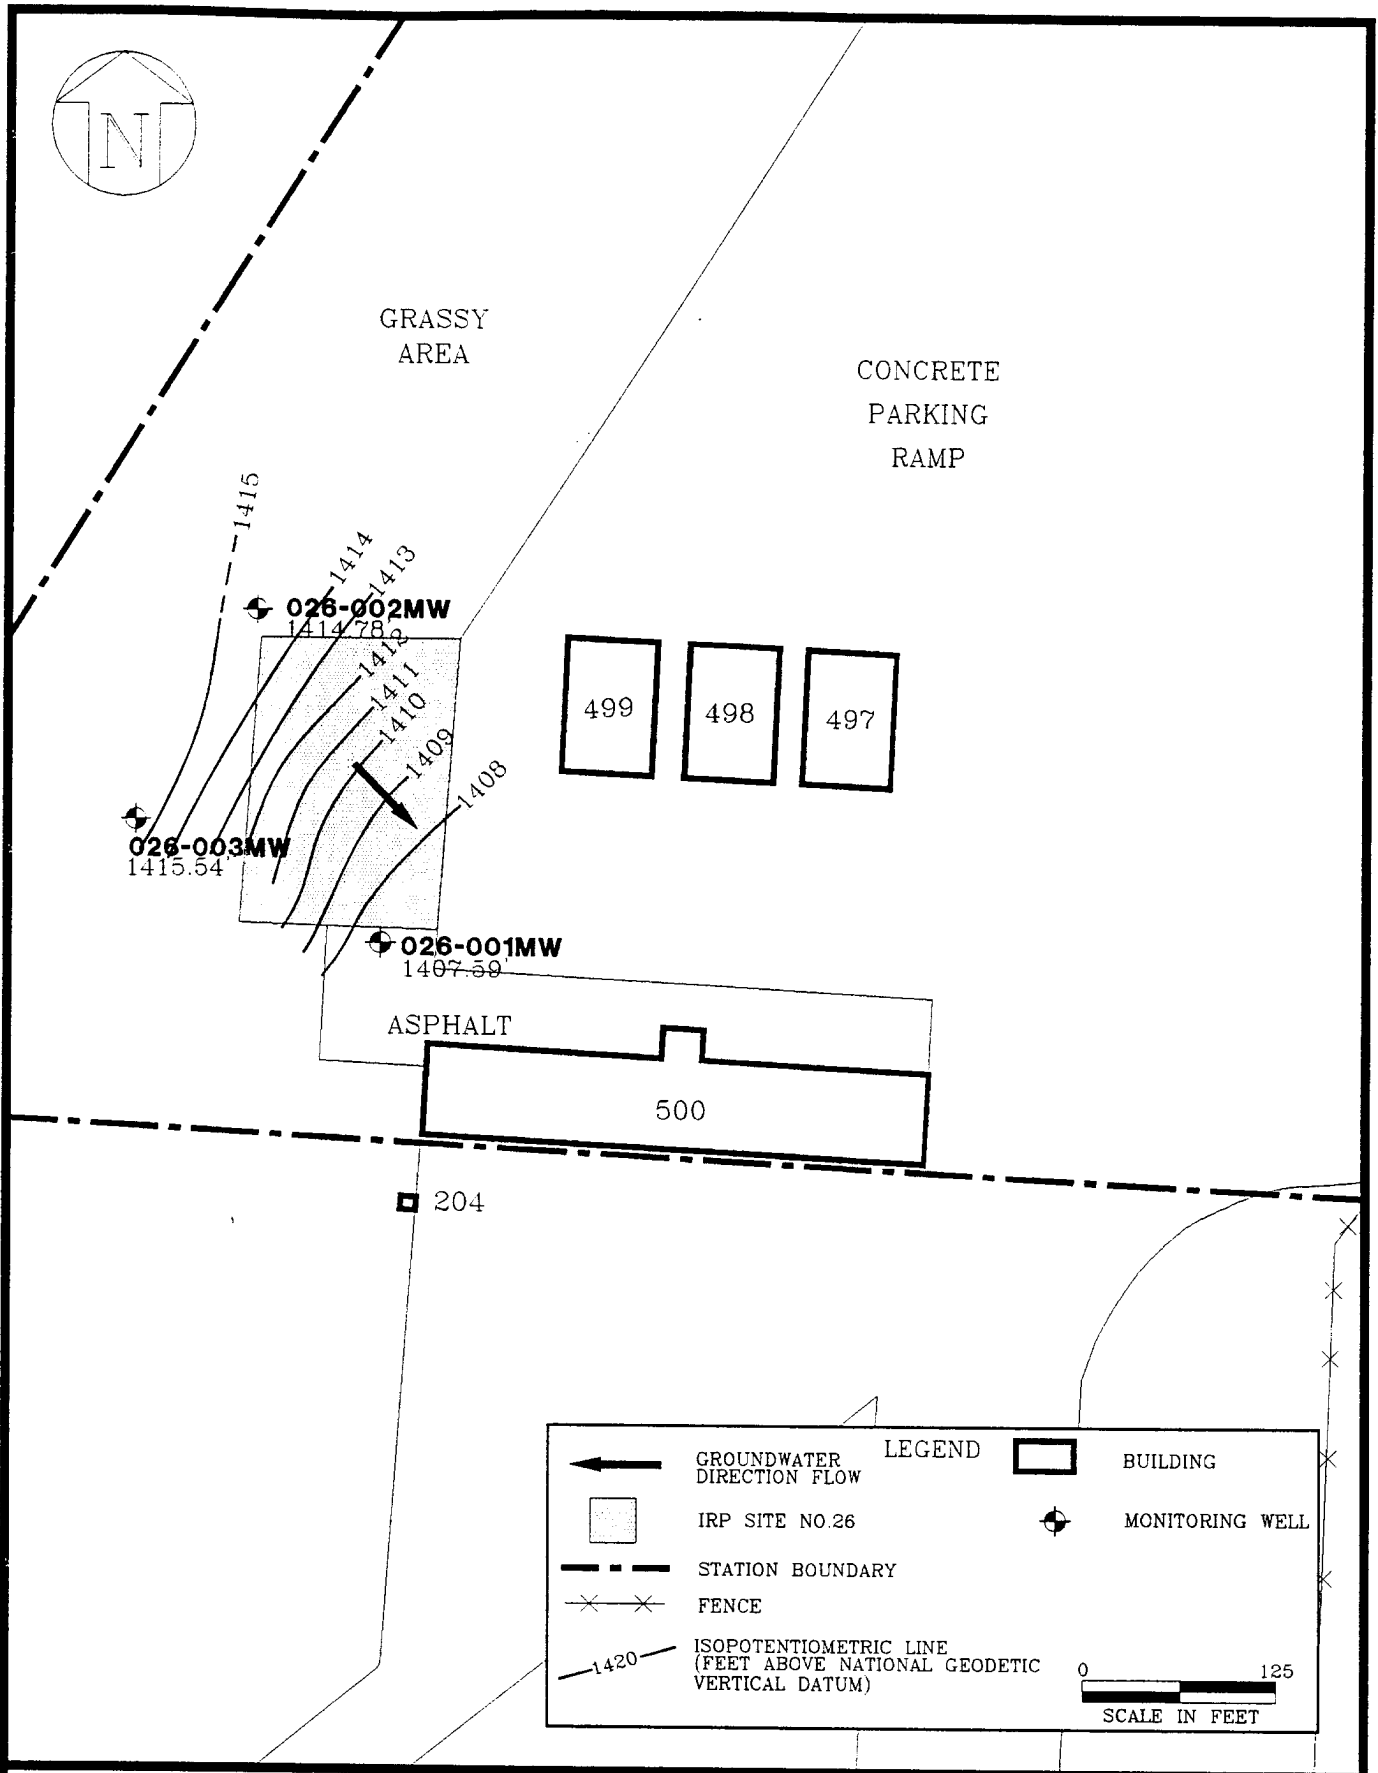 N
GRASSY
AREA
CONCRETE
PARKING
RAMP
1415
1414
1413
026-002MW
1414.78'
1412
1411
1410
1409
1408
499
498
497
026-003MW
1415.54'
026-001MW
1407.59'
ASPHALT
500
204
LEGEND
GROUNDWATER
DIRECTION FLOW
BUILDING
IRP SITE NO.26
MONITORING WELL
STATION BOUNDARY
FENCE
1420
ISOPOTENTIOMETRIC LINE
(FEET ABOVE NATIONAL GEODETIC
VERTICAL DATUM)
0 125
SCALE IN FEET